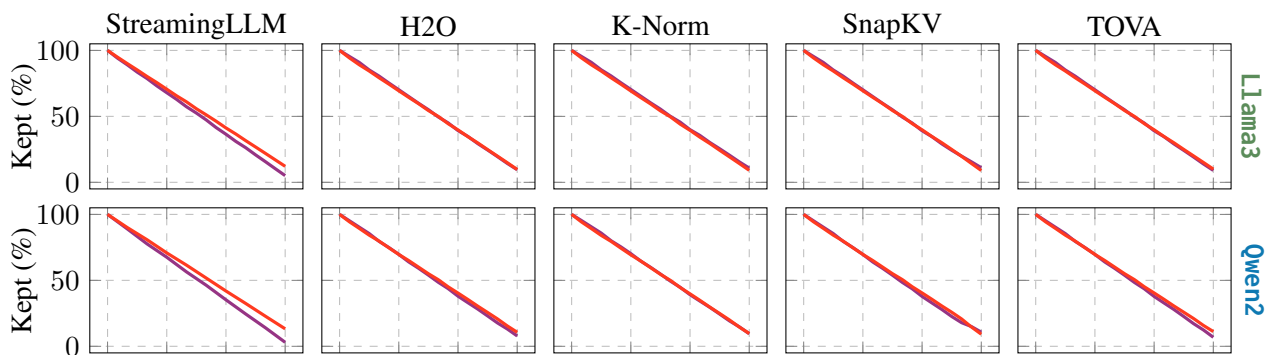 StreamingLLM H2O K-Norm SnapKV TOVA
Kept (%)
100
50
0
Llama3
Kept (%)
100
50
0
Qwen2